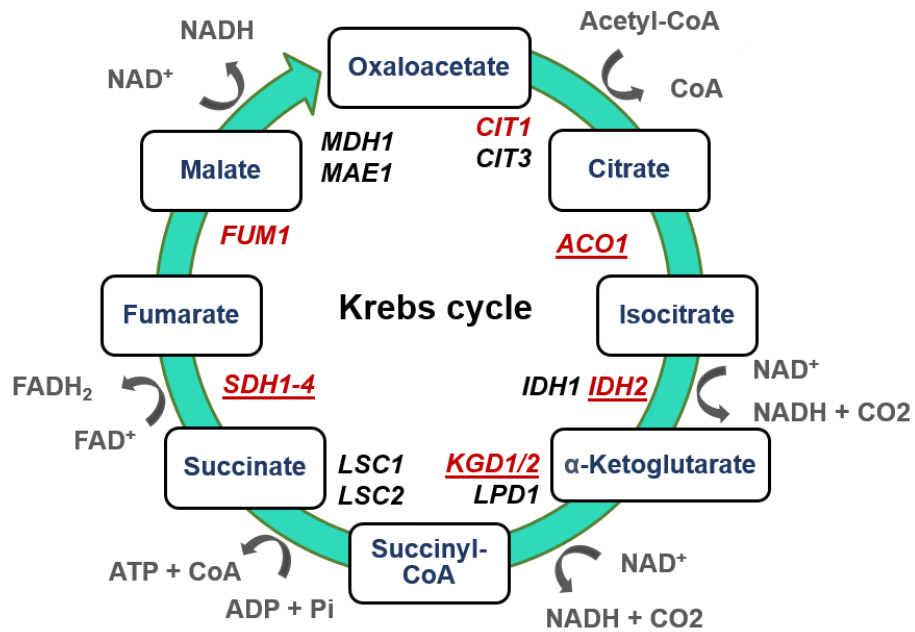 NADH
NAD⁺
Oxaloacetate
Acetyl-CoA
CoA
CIT1
CIT3
Citrate
MDH1
MAE1
Malate
FUM1
ACO1
Krebs cycle
Fumarate
Isocitrate
FADH₂
FAD⁺
SDH1-4
IDH1 IDH2
NAD⁺
NADH + CO2
Succinate
LSC1
LSC2
KGD1/2
LPD1
α-Ketoglutarate
Succinyl-
CoA
ATP + CoA
ADP + Pi
NAD⁺
NADH + CO2